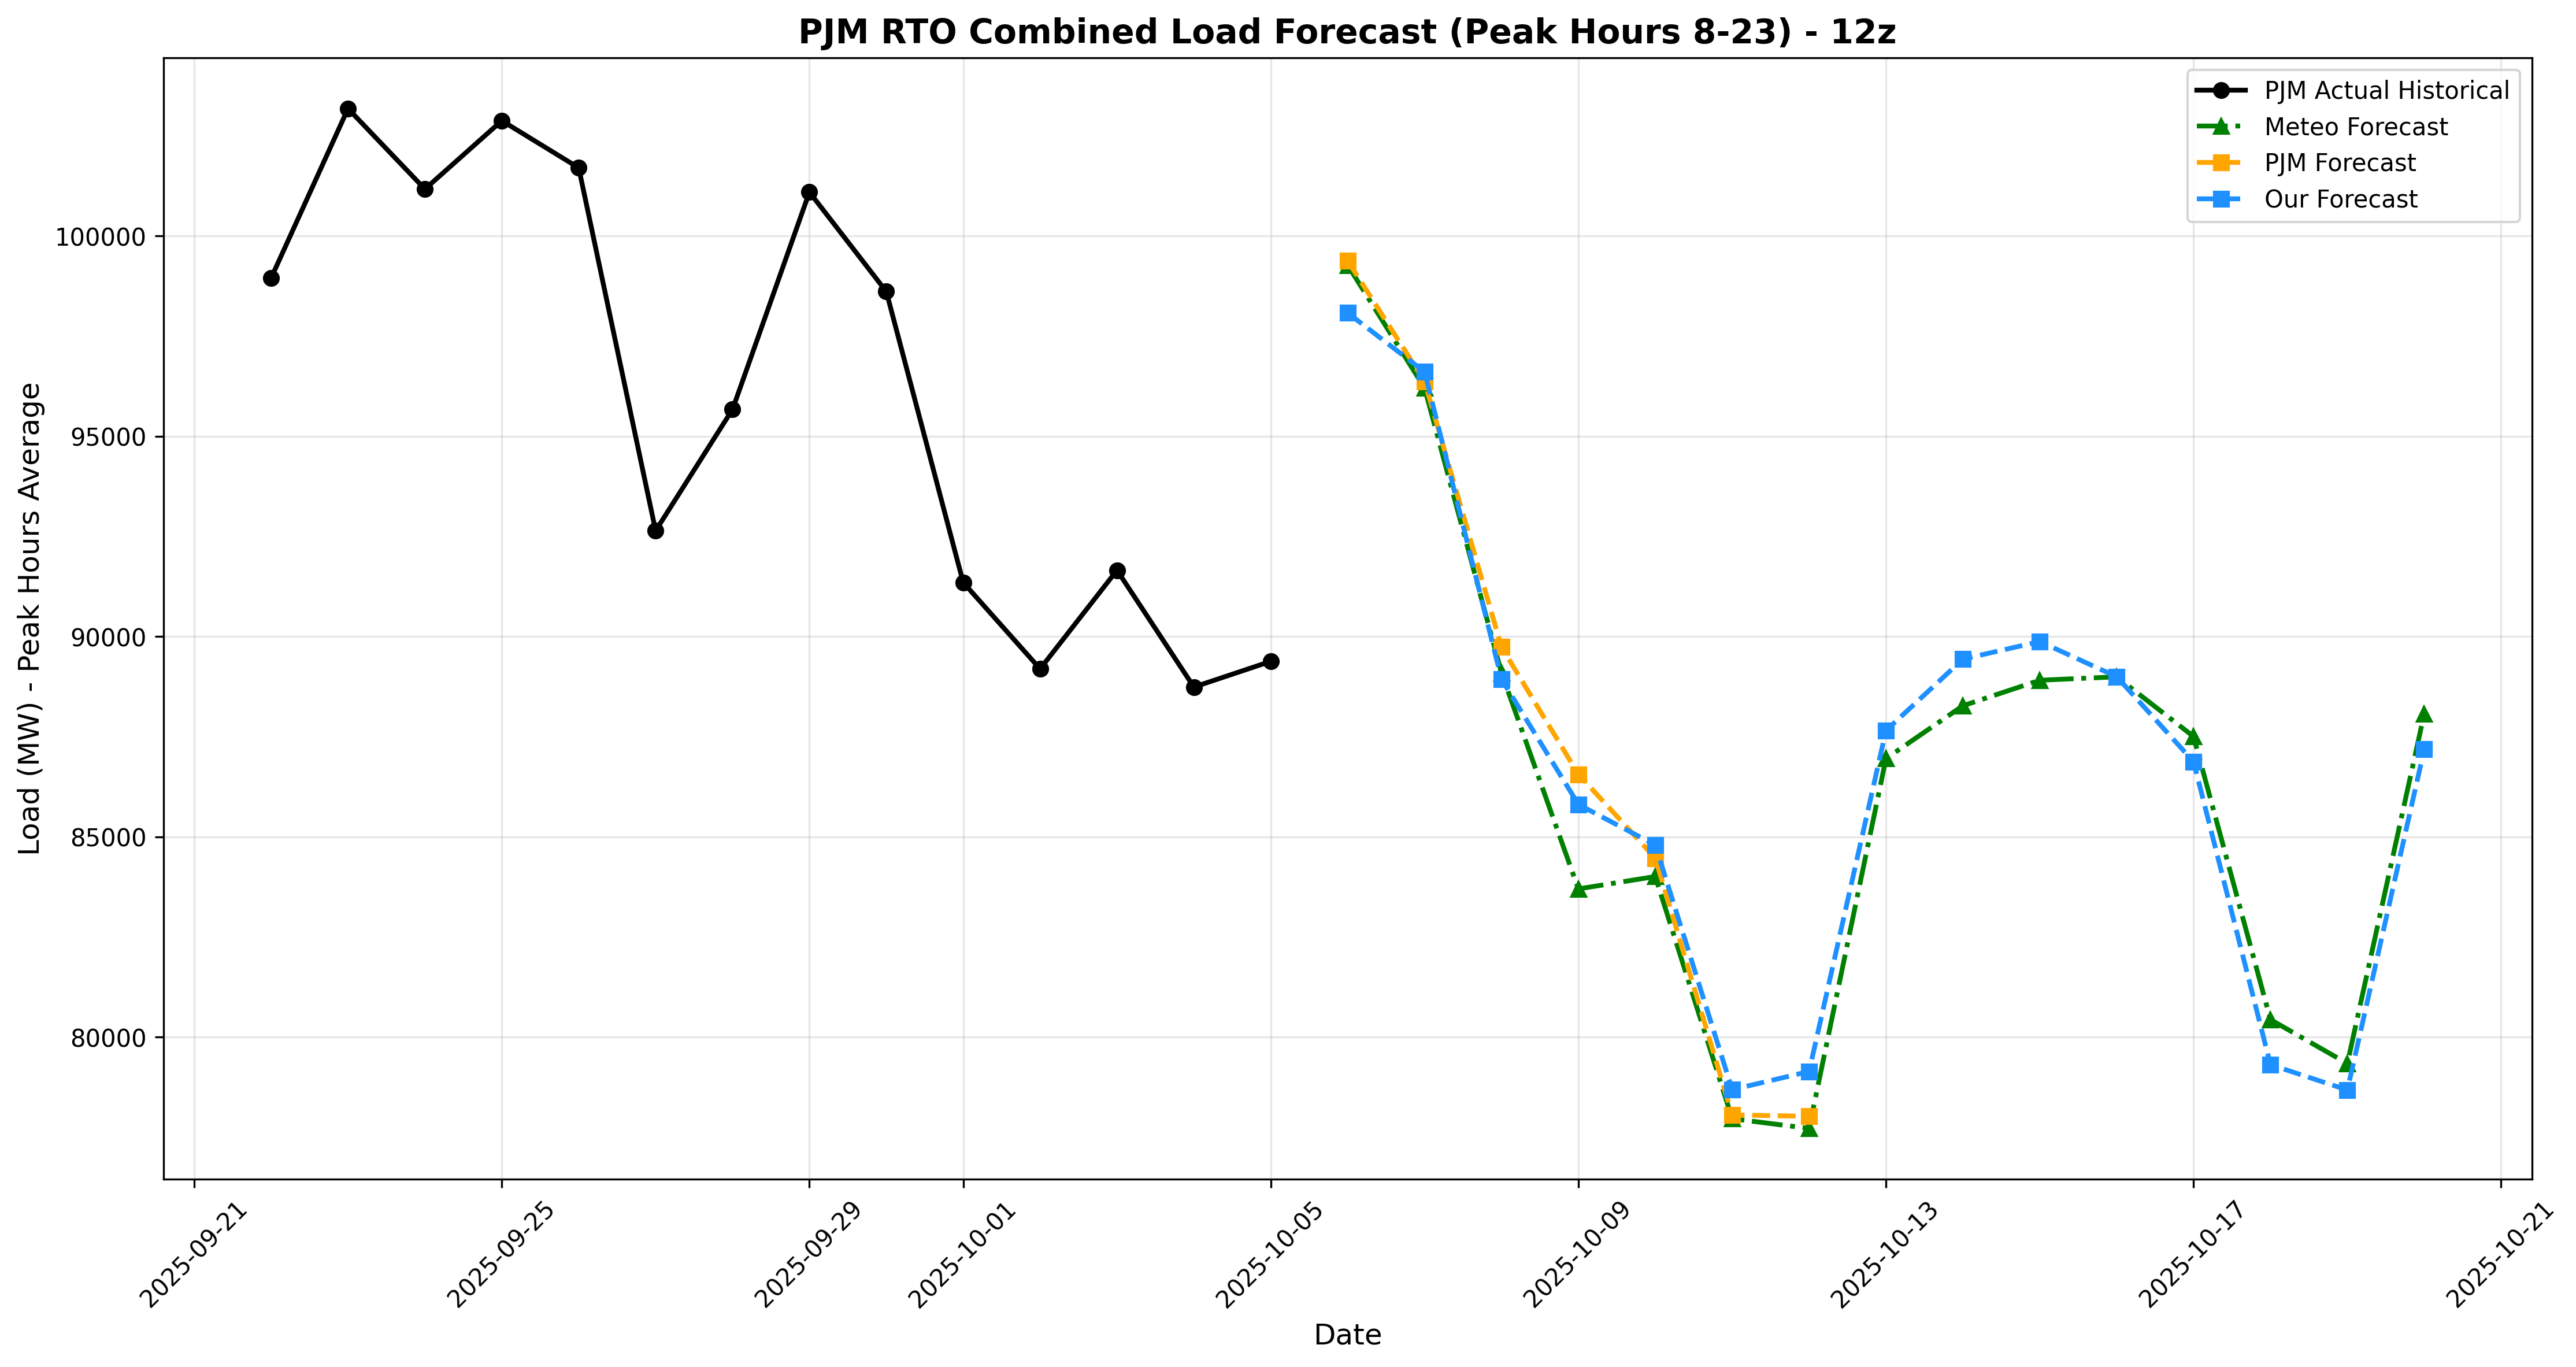 PJM RTO Combined Load Forecast (Peak Hours 8-23) - 12z
PJM Actual Historical
Meteo Forecast
PJM Forecast
Our Forecast
Load (MW) - Peak Hours Average
100000
95000
90000
85000
80000
2025-09-21
2025-09-25
2025-09-29
2025-10-01
2025-10-05
2025-10-09
2025-10-13
2025-10-17
2025-10-21
Date